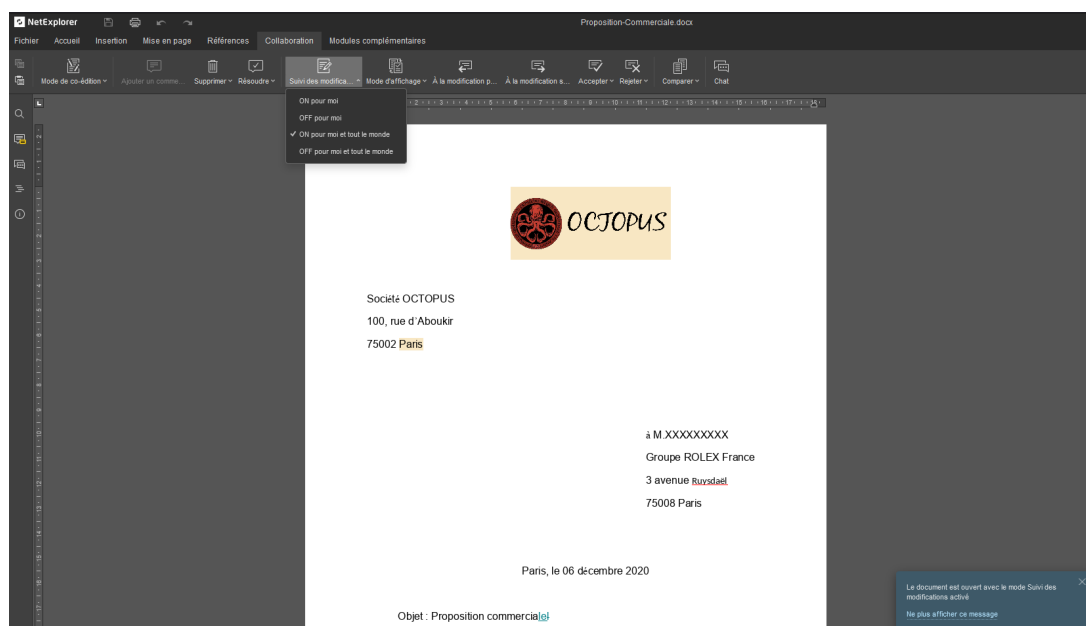 NetExplorer
Proposition-Commerciale.docx
Fichier Accueil Insertion Mise en page Références Collaboration Modules complémentaires
Mode de co-édition Ajouter un comme... Supprimer Résoudre Suivi des modifica... Mode d'affichage À la modification p... À la modification s... Accepter Rejeter Comparer Chat
ON pour moi
OFF pour moi
ON pour moi et tout le monde
OFF pour moi et tout le monde
OCTOPUS
Société OCTOPUS
100, rue d'Aboukir
75002 Paris
à M.XXXXXXXXX
Groupe ROLEX France
3 avenue Ruysdaël
75008 Paris
Paris, le 06 décembre 2020
Objet : Proposition commerciale
Le document est ouvert avec le mode Suivi des
modifications activé
Ne plus afficher ce message